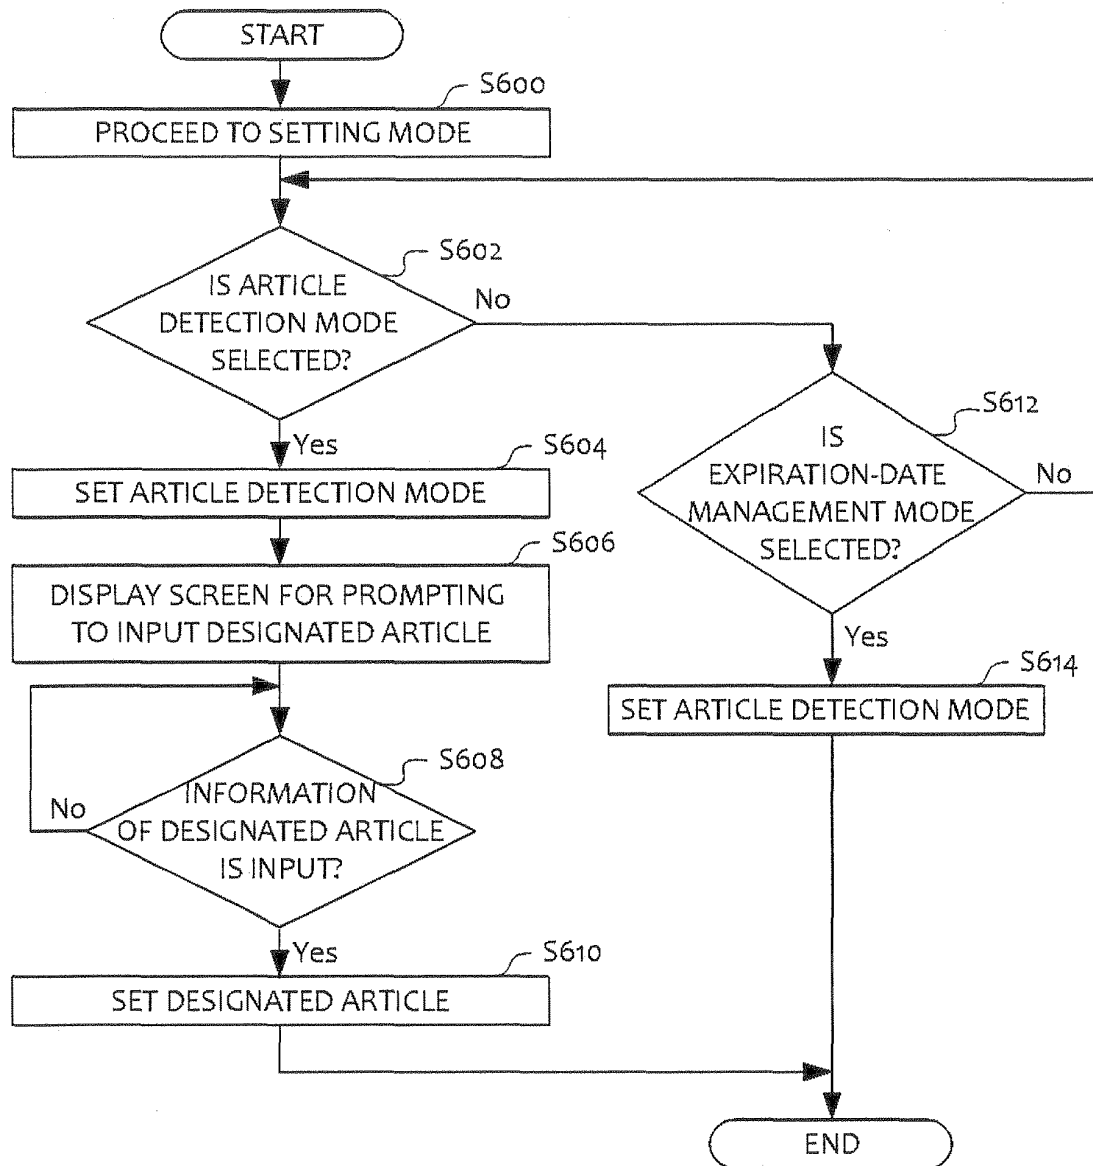 START
S600
PROCEED TO SETTING MODE
S602
IS ARTICLE
DETECTION MODE
SELECTED?
No
Yes
S604
SET ARTICLE DETECTION MODE
S606
DISPLAY SCREEN FOR PROMPTING
TO INPUT DESIGNATED ARTICLE
S608
INFORMATION
OF DESIGNATED ARTICLE
IS INPUT?
No
Yes
S610
SET DESIGNATED ARTICLE
S612
IS
EXPIRATION-DATE
MANAGEMENT MODE
SELECTED?
No
Yes
S614
SET ARTICLE DETECTION MODE
END